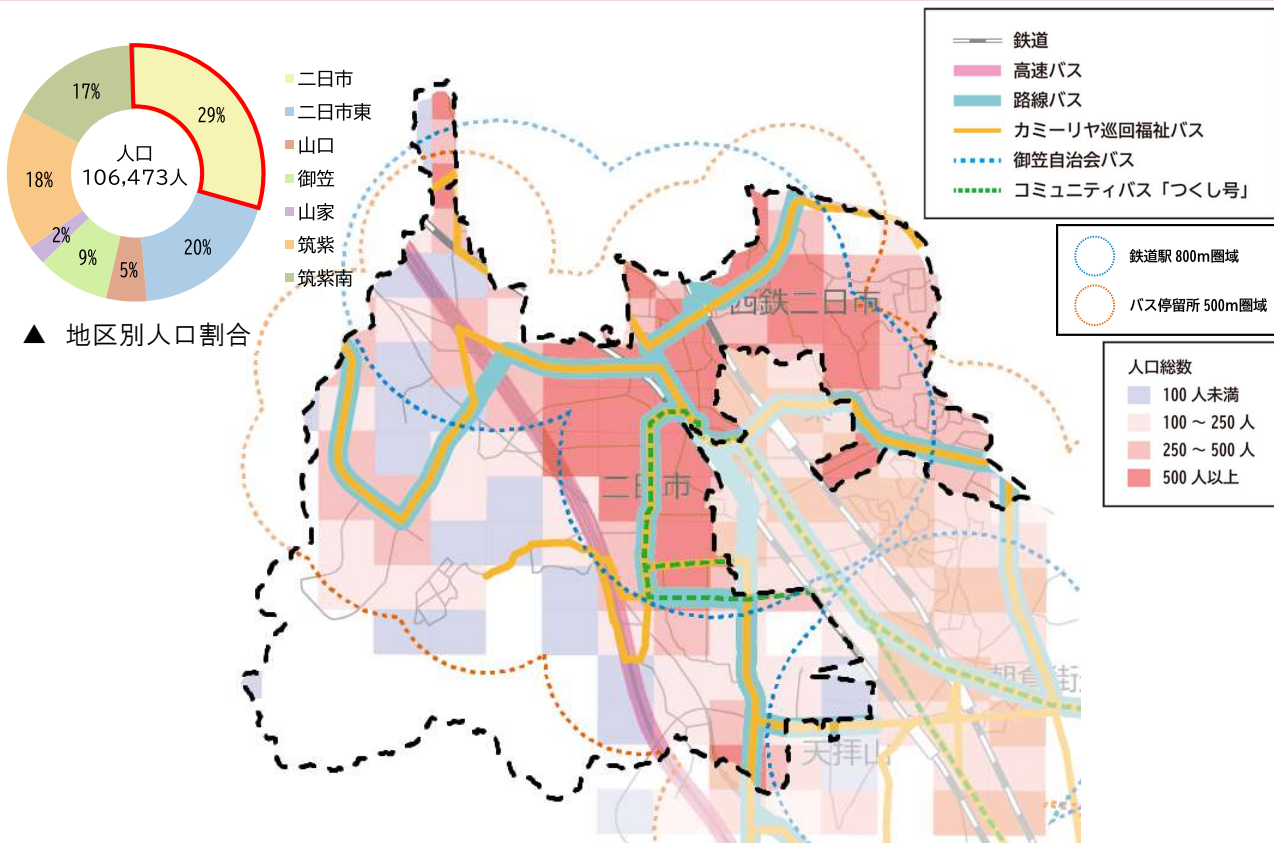 29%
20%
5%
9%
2%
18%
17%
人口
106,473人
二日市
二日市東
山口
御笠
山家
筑紫
筑紫南
▲ 地区別人口割合
鉄道
高速バス
路線バス
カミーリヤ巡回福祉バス
御笠自治会バス
コミュニティバス「つくし号」
鉄道駅 800m圏域
バス停留所 500m圏域
人口総数
100 人未満
100 ～ 250 人
250 ～ 500 人
500 人以上
西鉄二日市
紫
二日市
朝倉街道
天拝山